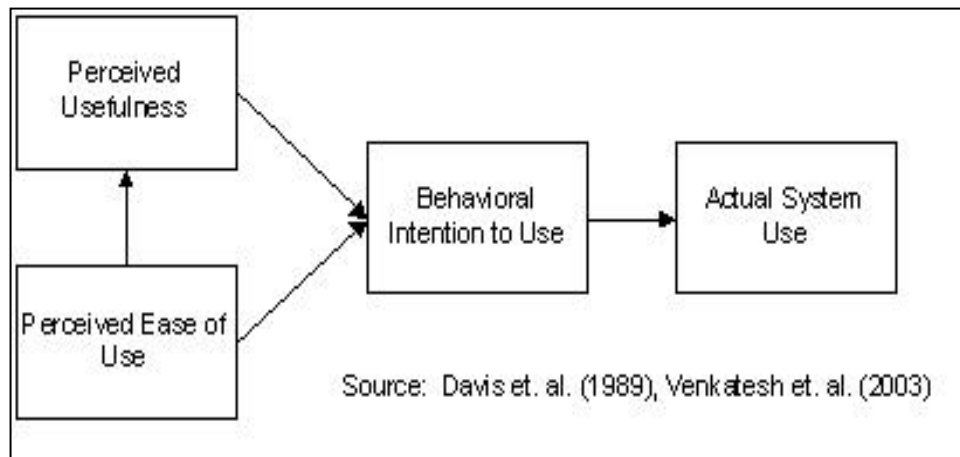 Perceived
Usefulness
Behavioral
Intention to Use
Actual System
Use
Perceived Ease of
Use
Source: Davis et. al. (1989), Venkatesh et. al. (2003)